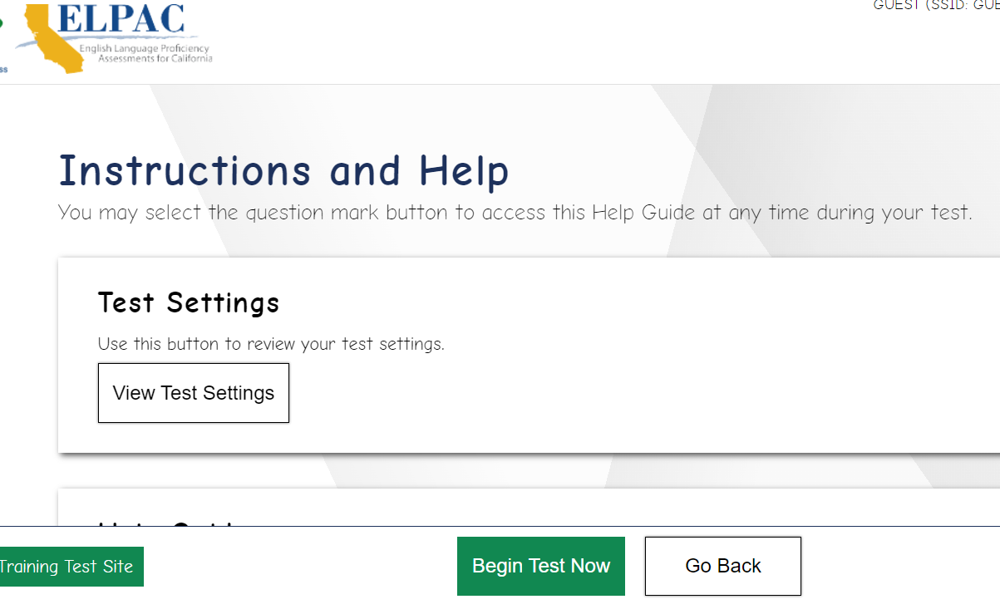 GUEST (SSID:
ELPAC
English Language Proficiency
Assessments for California
Instructions and Help
You may select the question mark button to access this Help Guide at any time during your test.
Test Settings
Use this button to review your test settings.
View Test Settings
Training Test Site
Begin Test Now
Go Back